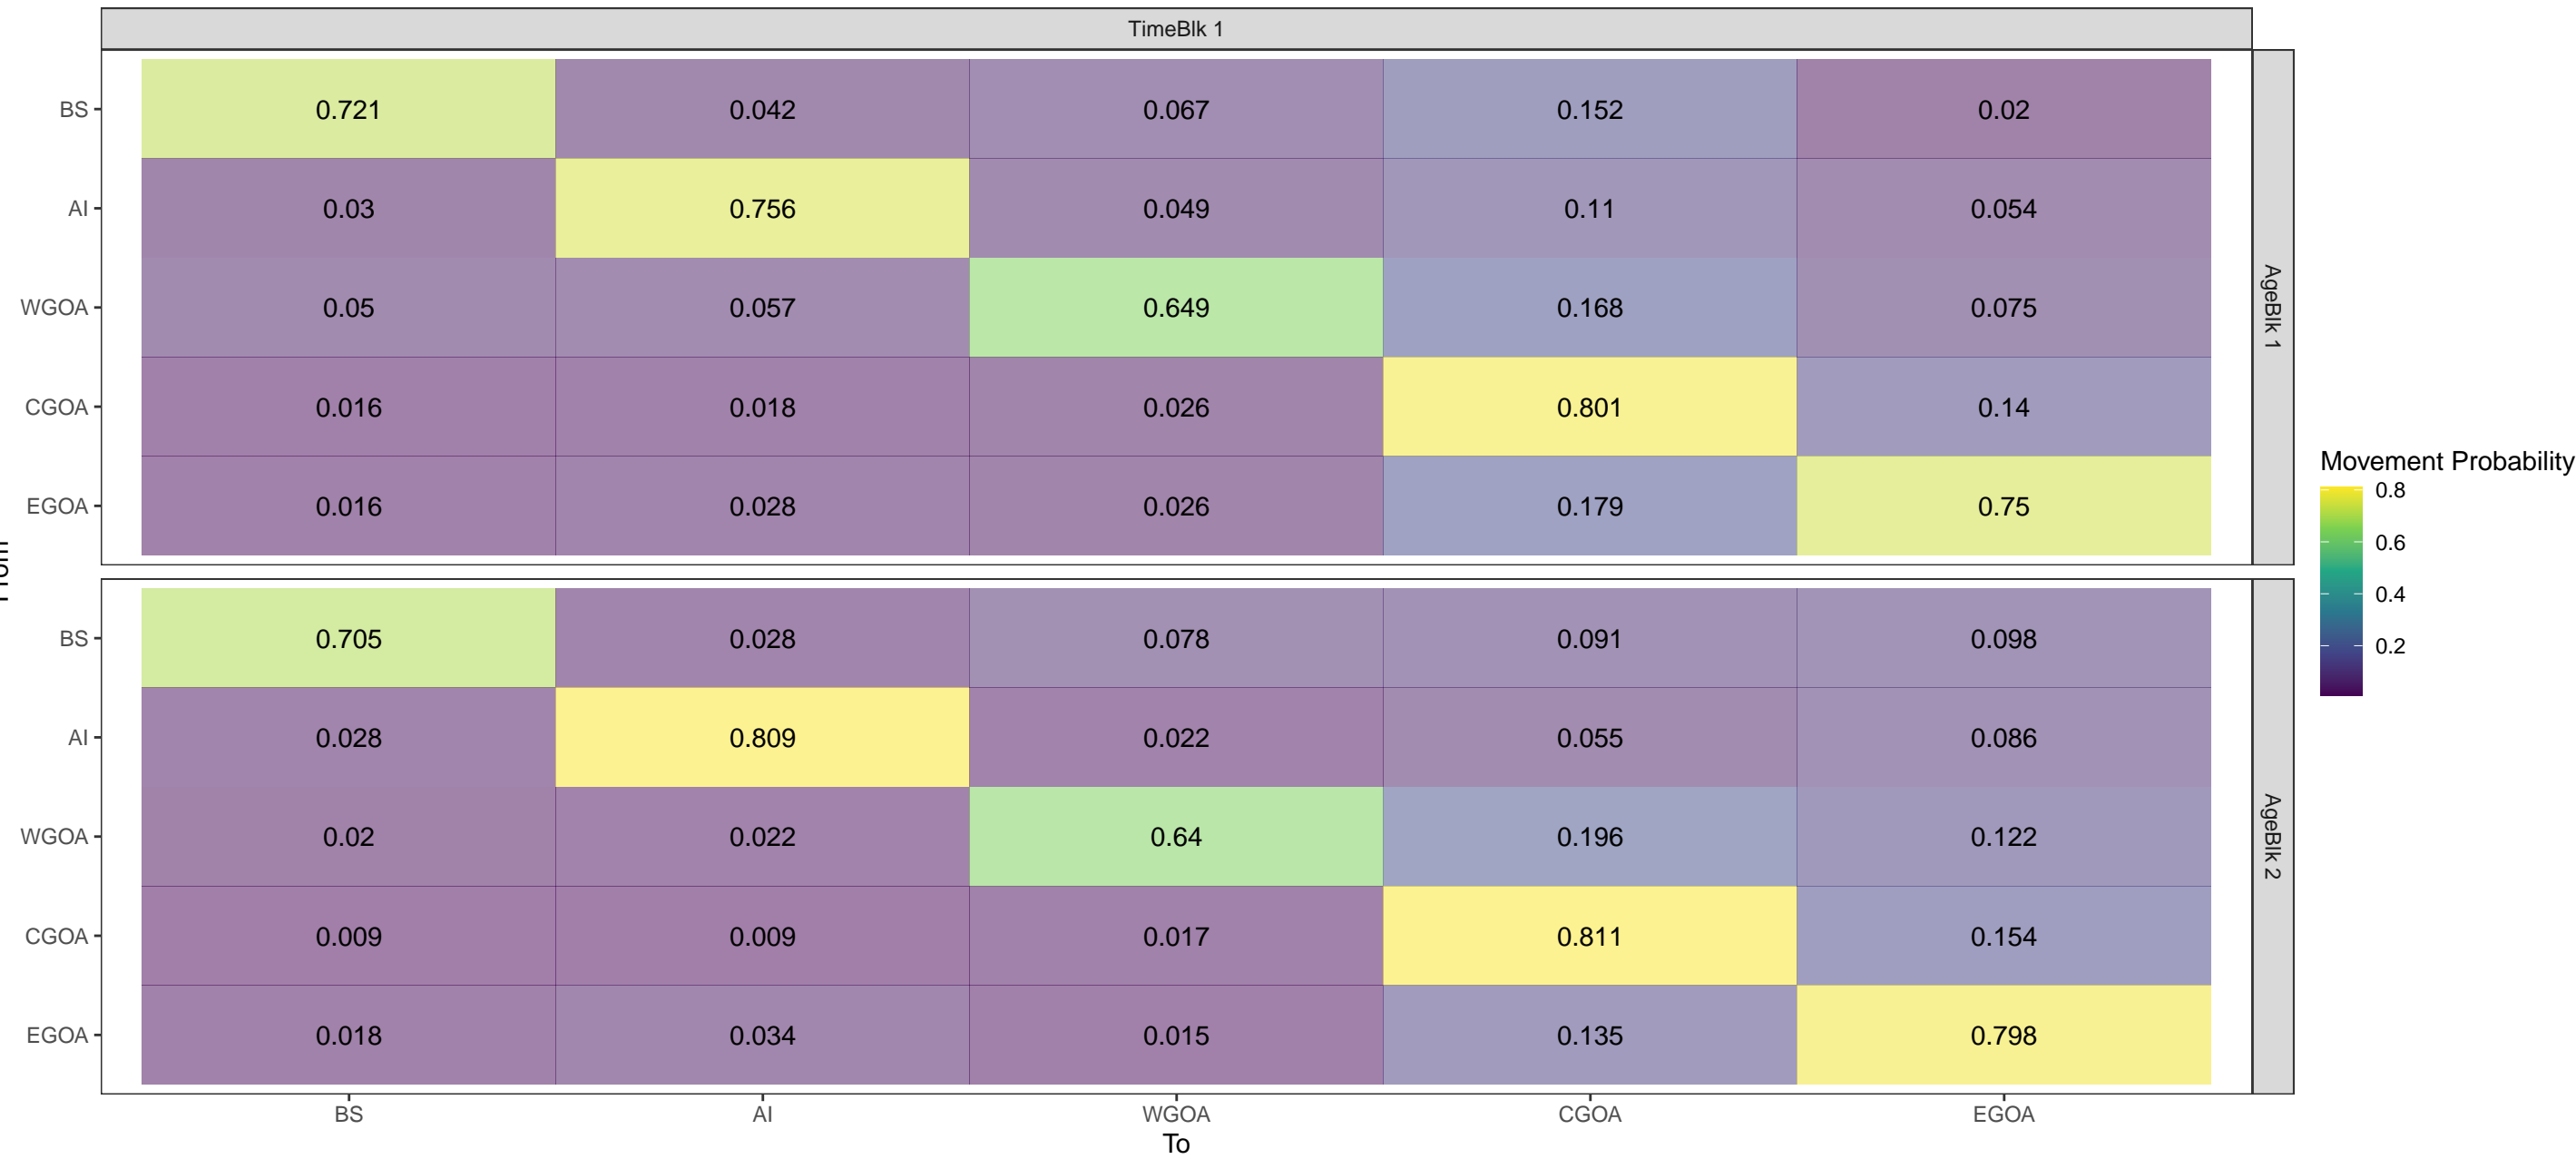 TimeBlk 1
BS 0.721 0.042 0.067 0.152 0.02
AI 0.03 0.756 0.049 0.11 0.054
WGOA 0.05 0.057 0.649 0.168 0.075
CGOA 0.016 0.018 0.026 0.801 0.14
EGOA 0.016 0.028 0.026 0.179 0.75
AgeBlk 1
BS 0.705 0.028 0.078 0.091 0.098
AI 0.028 0.809 0.022 0.055 0.086
WGOA 0.02 0.022 0.64 0.196 0.122
CGOA 0.009 0.009 0.017 0.811 0.154
EGOA 0.018 0.034 0.015 0.135 0.798
AgeBlk 2
BS AI WGOA CGOA EGOA
To
Movement Probability
0.8
0.6
0.4
0.2